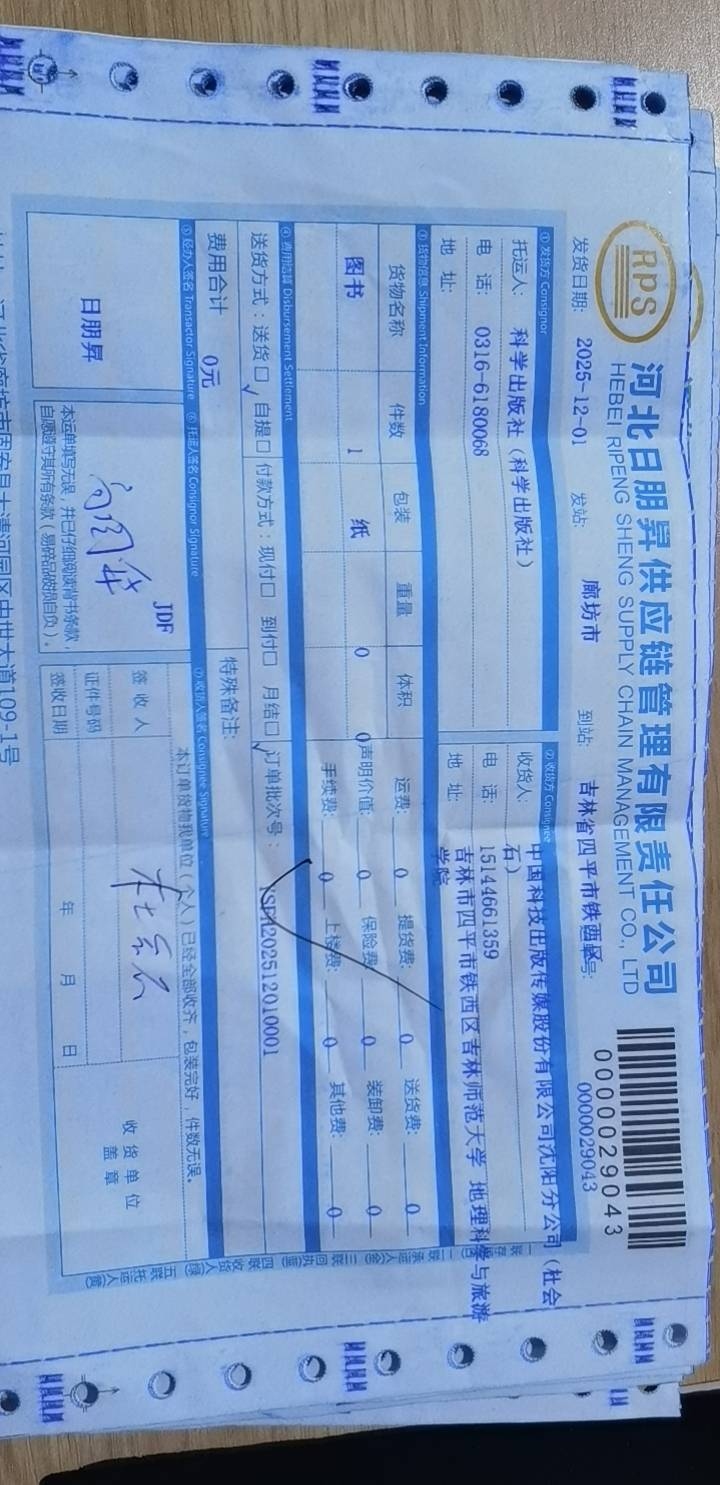 RPS
河北日朋昇供应链管理有限责任公司
HEBEI RIPENG SHENG SUPPLY CHAIN MANAGEMENT CO., LTD
0000029043
发货日期: 2025-12-01 发站: 廊坊市 到站: 吉林省四平市铁西区 号: 0000029043
① 发货方 Consignor
托运人: 科学出版社(科学出版社)
电 话: 0316-6180068
地 址:
② 收货方 Consignee
收货人: 中国科技出版传媒股份有限公司沈阳分公司(杜会石)
电 话: 15144661359
地 址: 吉林市四平市铁西区吉林师范大学 地理科学与旅游学院
③ 货物信息 Shipment Information
货物名称 件数 包装 重量 体积
图书 1 纸 0 0
运费: 0 提货费: 0 送货费: 0
声明价值: 0 保险费: 0 装卸费: 0
手续费: 0 上楼费: 0 其他费: 0
④ 费用结算 Disbursement Settlement
送货方式:送货□ 自提□ 付款方式:现付□ 到付□ 月结□ 订单批次号: KSFH202512010001
费用合计 0元 特殊备注:
⑤ 经办人签名 Transactor Signature
日朋昇
⑥ 托运人签名 Consignor Signature
JDF
本运单填写无误,并已仔细阅读背书条款,
自愿遵守其所有条款(易碎品破损自负)。
⑦ 收货人签名 Consignee Signature
本订单货物我单位(个人)已经全部收齐,包装完好,件数无误。
签 收 人
证件号码
签收日期 年 月 日
收货单位
盖 章